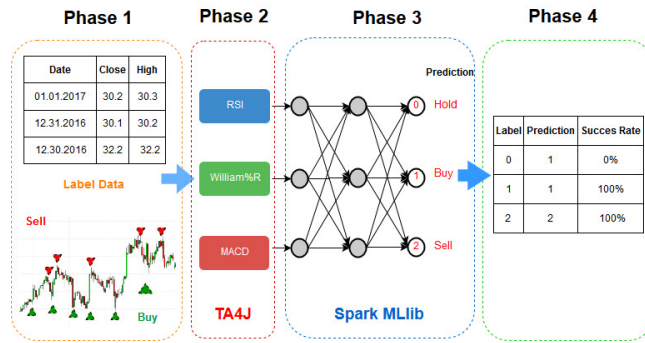 Phase 1
Phase 2
Phase 3
Phase 4
Date Close High
01.01.2017 30.2 30.3
12.31.2016 30.1 30.2
12.30.2016 32.2 32.2
Label Data
Sell
Buy
RSI
William%R
MACD
TA4J
Prediction
0 Hold
1 Buy
2 Sell
Spark MLlib
Label Prediction Succes Rate
0 1 0%
1 1 100%
2 2 100%